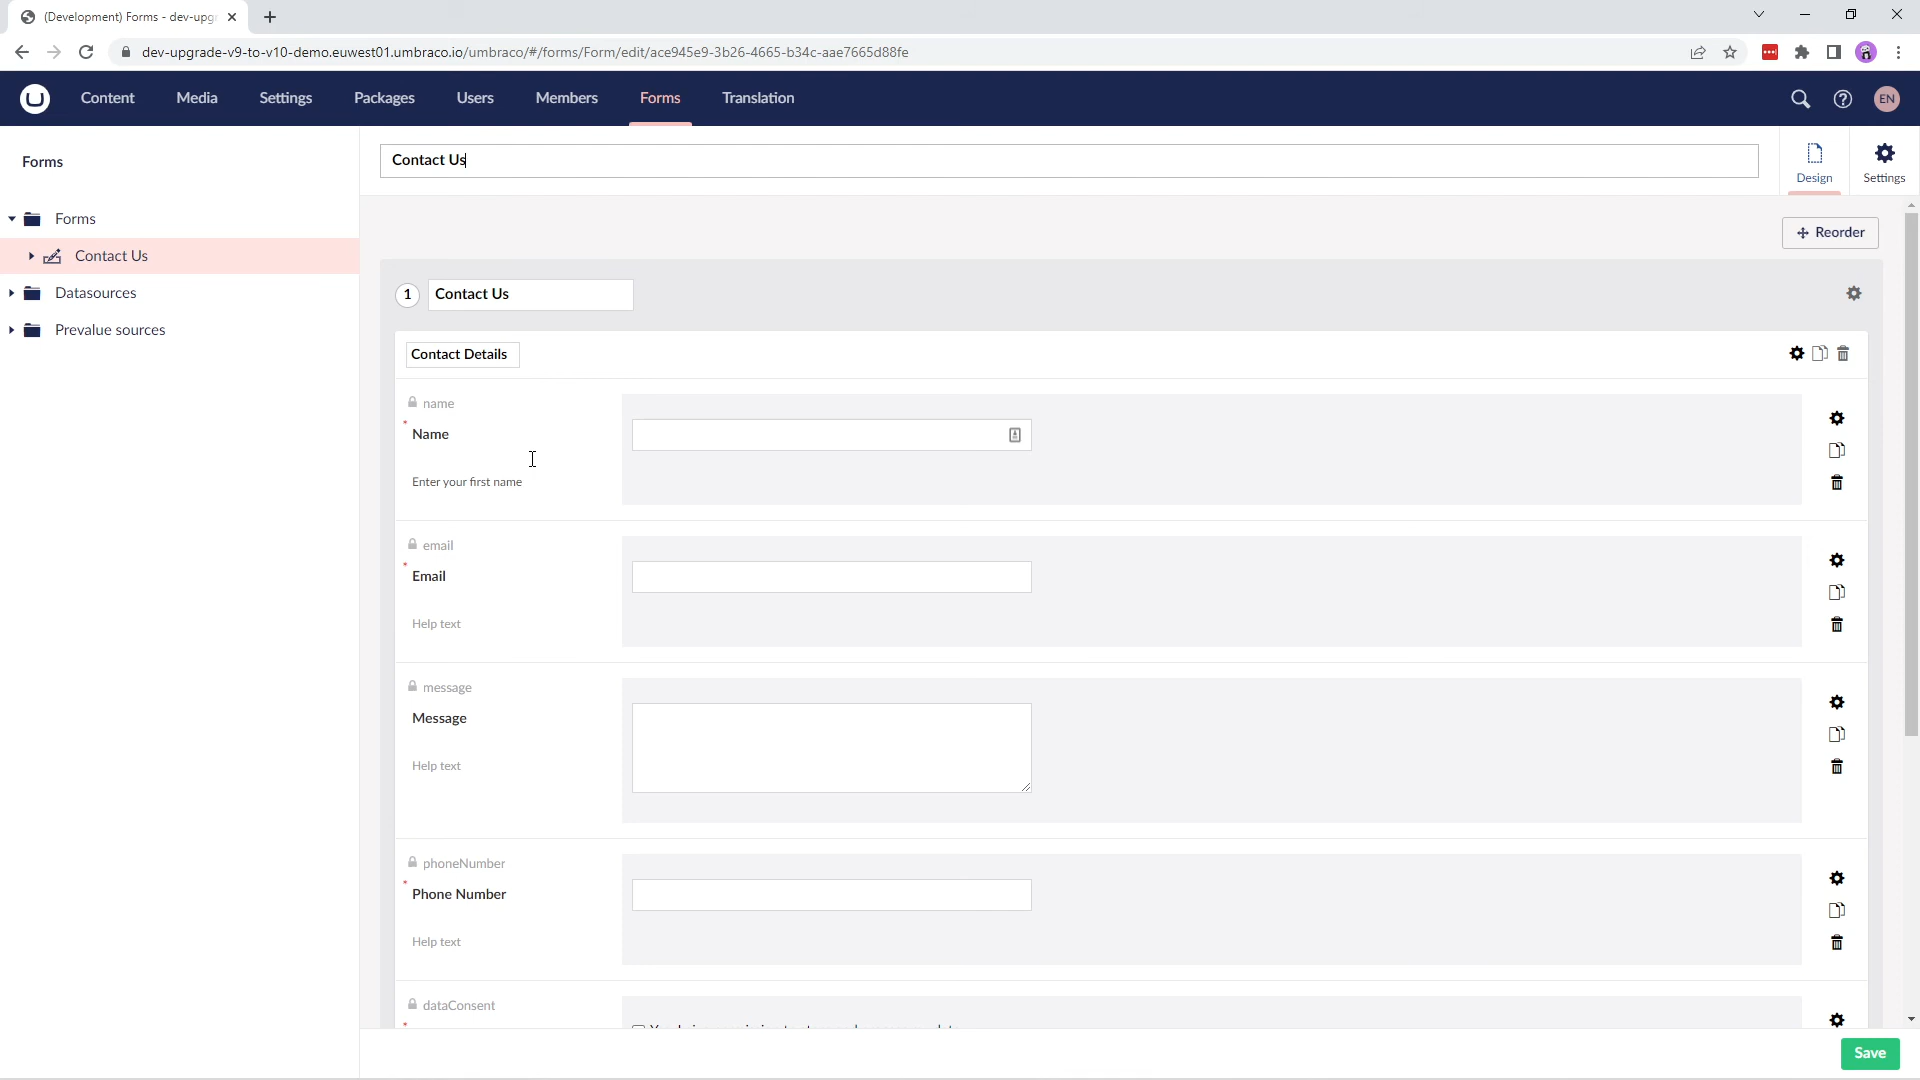 (Development) Forms - dev-upg
dev-upgrade-v9-to-v10-demo.euwest01.umbraco.io/umbraco/#/forms/Form/edit/ace945e9-3b26-4665-b34c-aae7665d88fe
Content Media Settings Packages Users Members Forms Translation EN
Forms
Contact Us
Design
Settings
Forms
Contact Us
Datasources
Prevalue sources
Reorder
1 Contact Us
Contact Details
name
* Name
Enter your first name
email
* Email
Help text
message
Message
Help text
phoneNumber
* Phone Number
Help text
dataConsent
*
Save